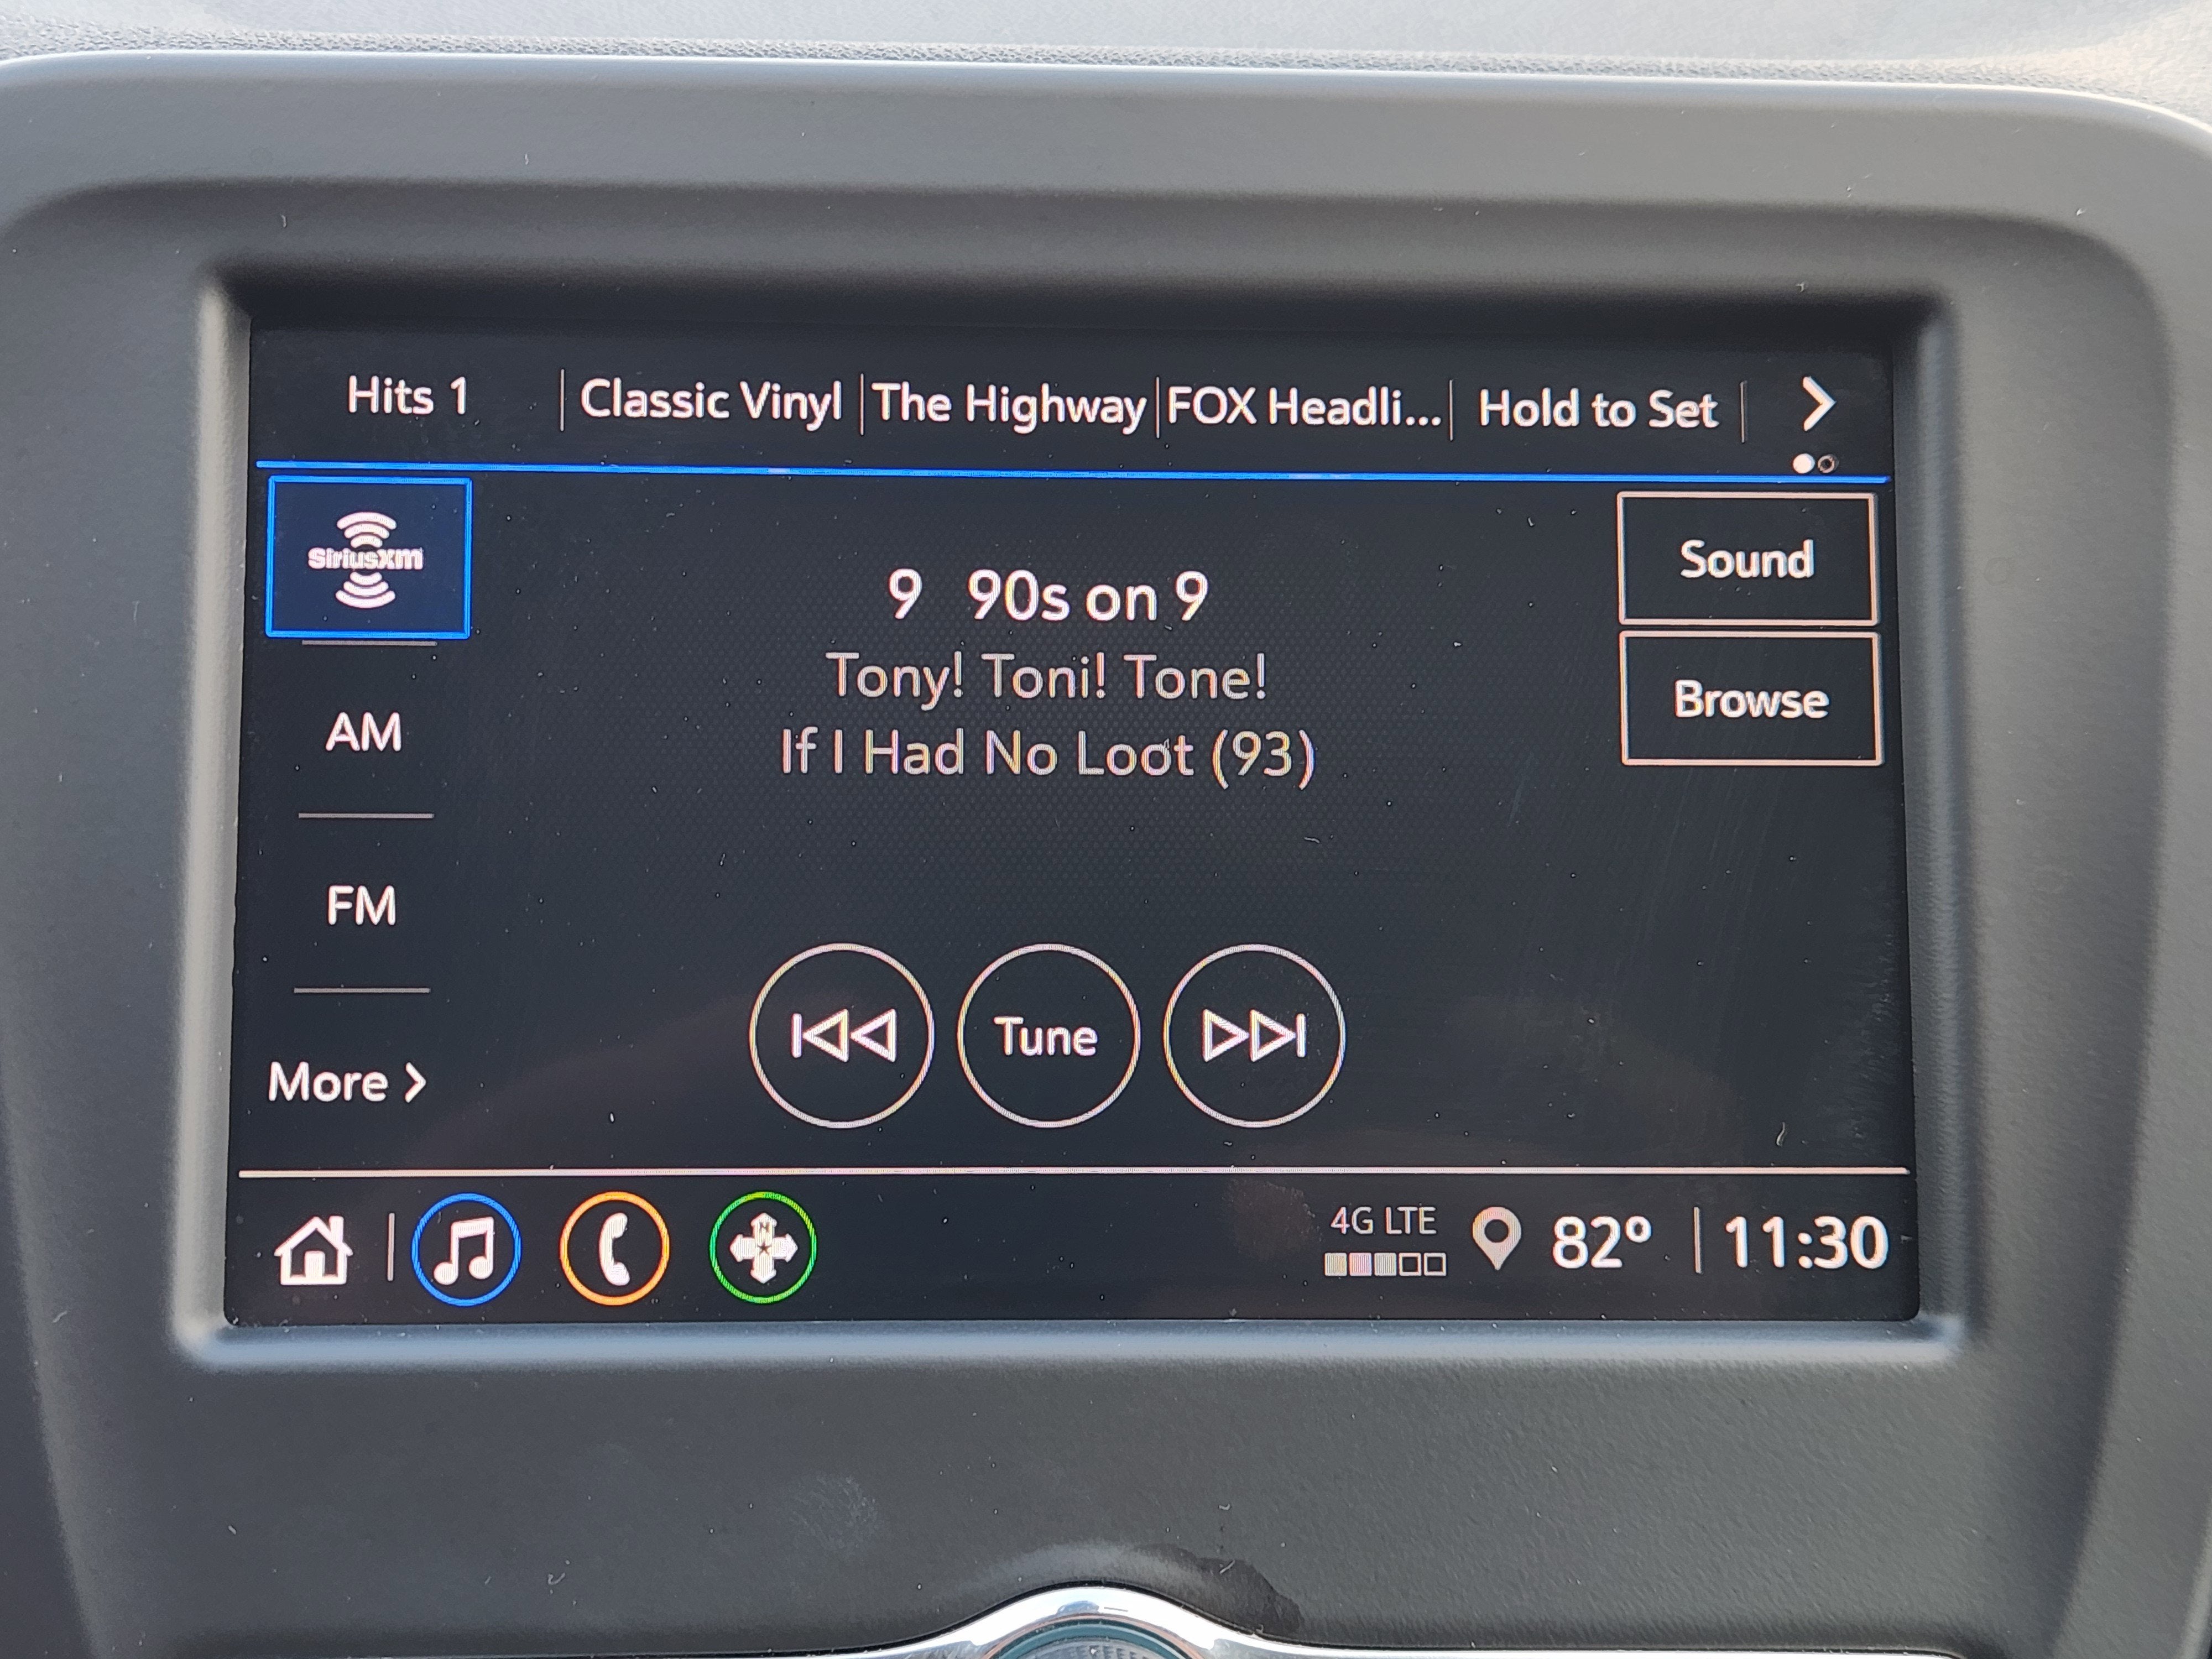 Hits 1 Classic Vinyl The Highway FOX Headli... Hold to Set
SiriusXM
Sound
9 90s on 9
Tony! Toni! Tone!
Browse
AM
If I Had No Loot (93)
FM
Tune
More
4G LTE
N
82° 11:30